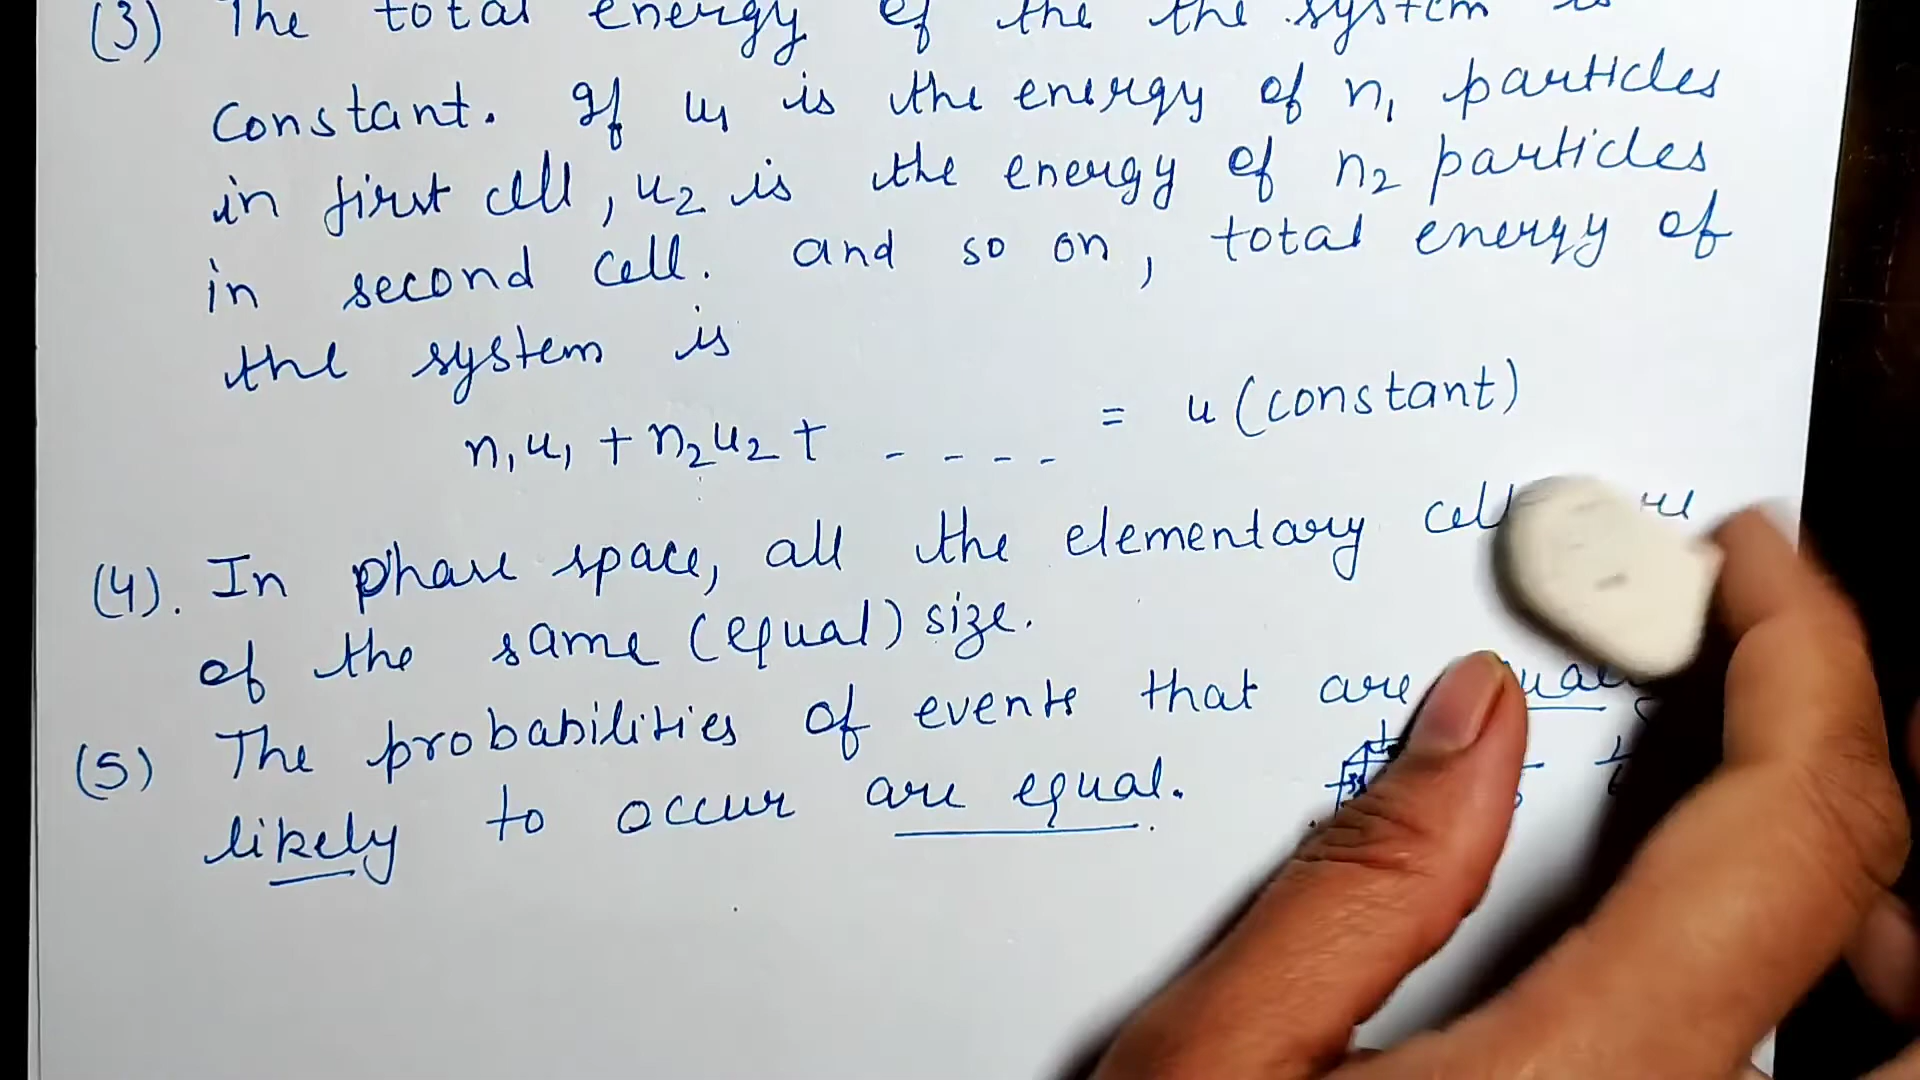 (3) The total energy of the the system is
constant. If u1 is the energy of n1 particles
in first cell, u2 is the energy of n2 particles
in second cell. and so on, total energy of
the system is
n1u1 + n2u2 + - - - - = u (constant)
(4). In phase space, all the elementary
of the same (equal) size.
(5) The probabilities of events that are
likely to occur are equal.